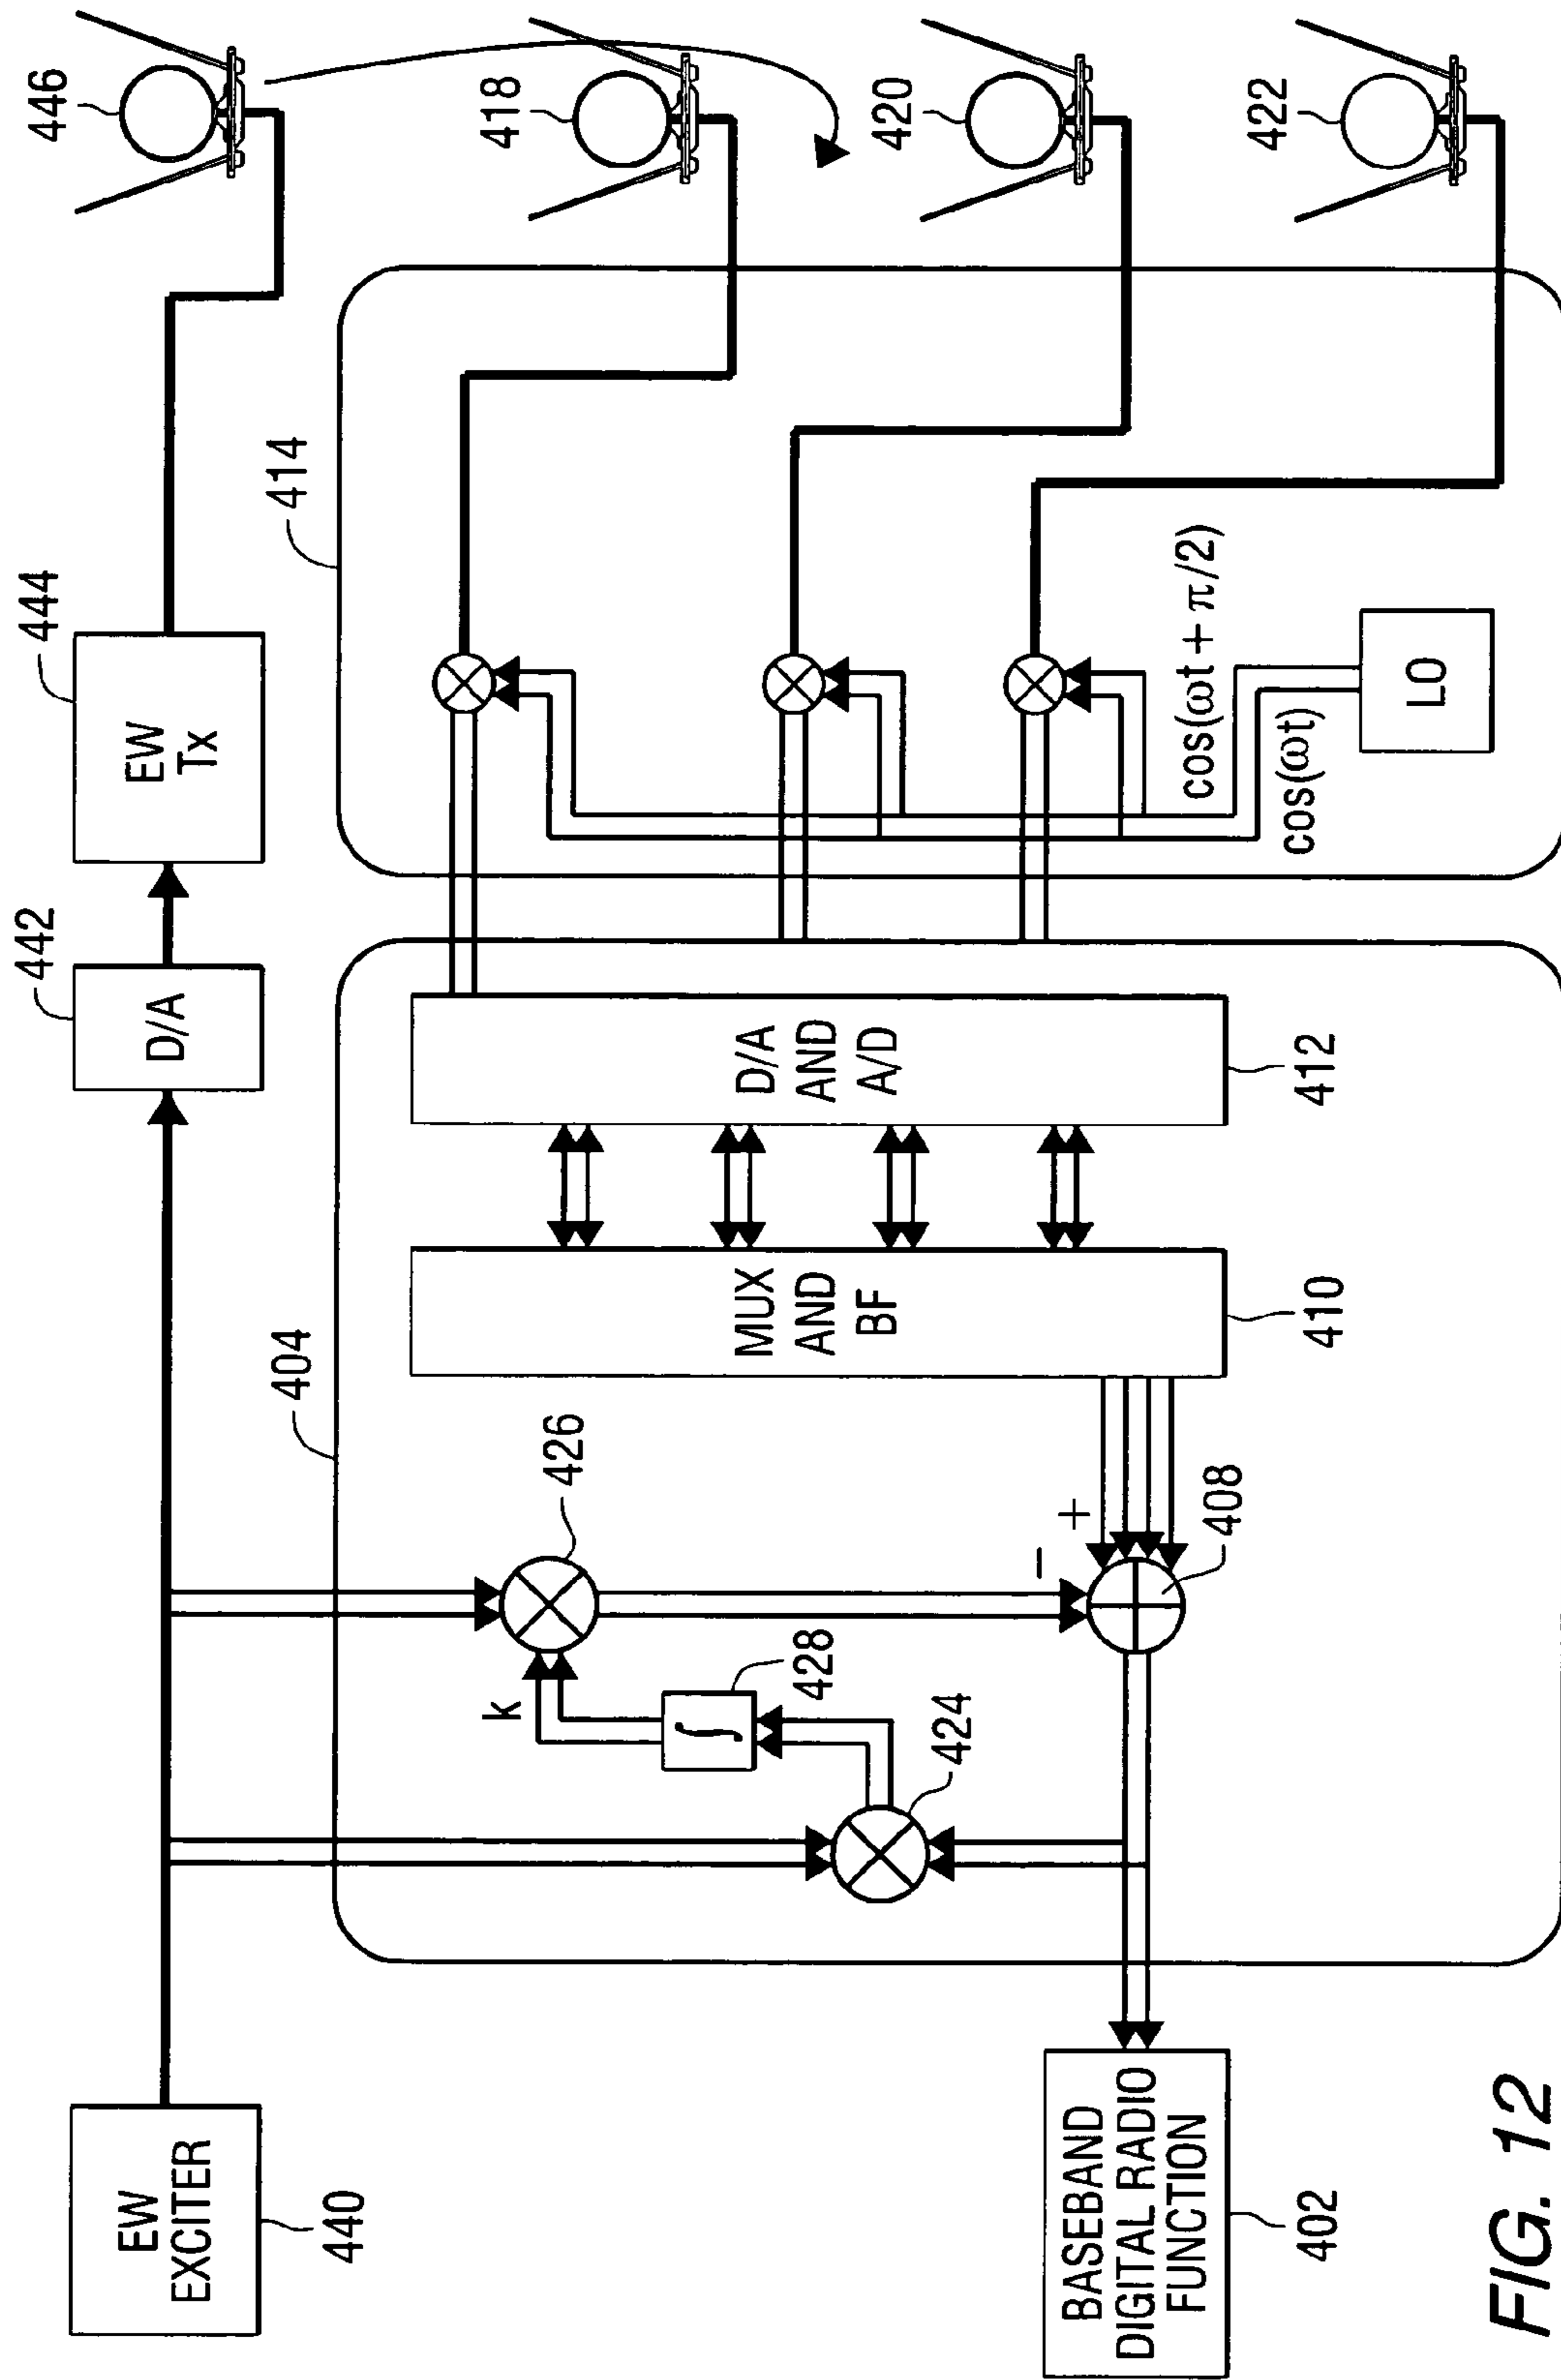 EW
EXCITER
440
D/A
442
EW
Tx
444
446
404
414
418
420
422
426
k
428
424
−
+
408
MUX
AND
BF
410
D/A
AND
A/D
412
cos(ωt + π/2)
cos(ωt)
LO
BASEBAND
DIGITAL RADIO
FUNCTION
402
∫
FIG. 12